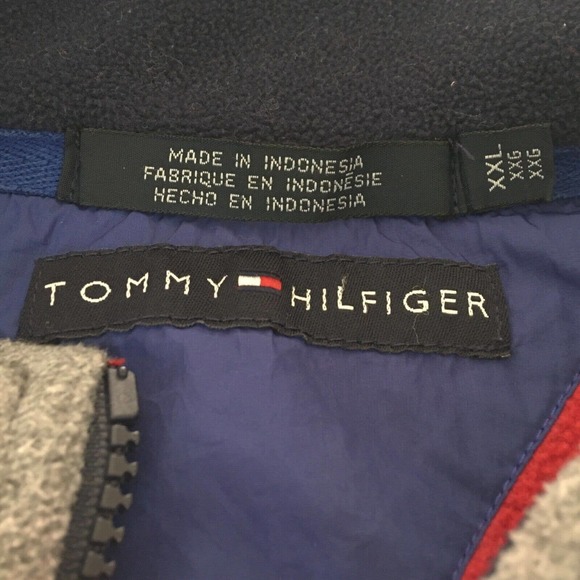 MADE IN INDONESIA
FABRIQUE EN INDONÉSIE
HECHO EN INDONESIA
XXL
XXG
XXG
TOMMY HILFIGER